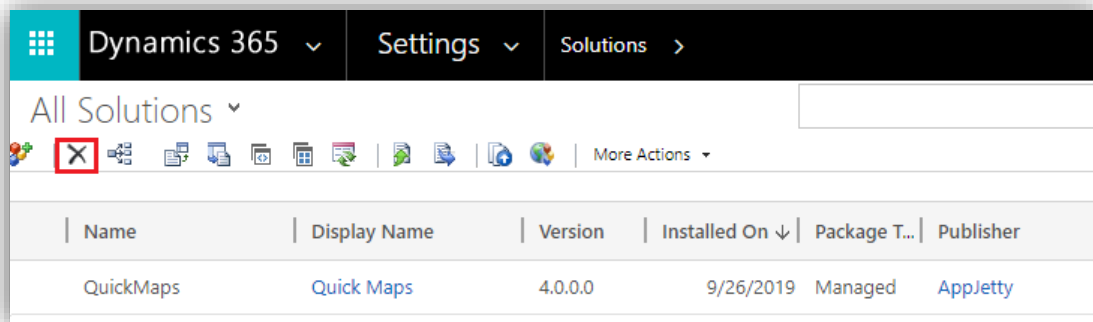 Dynamics 365 Settings Solutions
All Solutions
More Actions
Name Display Name Version Installed On Package T... Publisher
QuickMaps Quick Maps 4.0.0.0 9/26/2019 Managed AppJetty